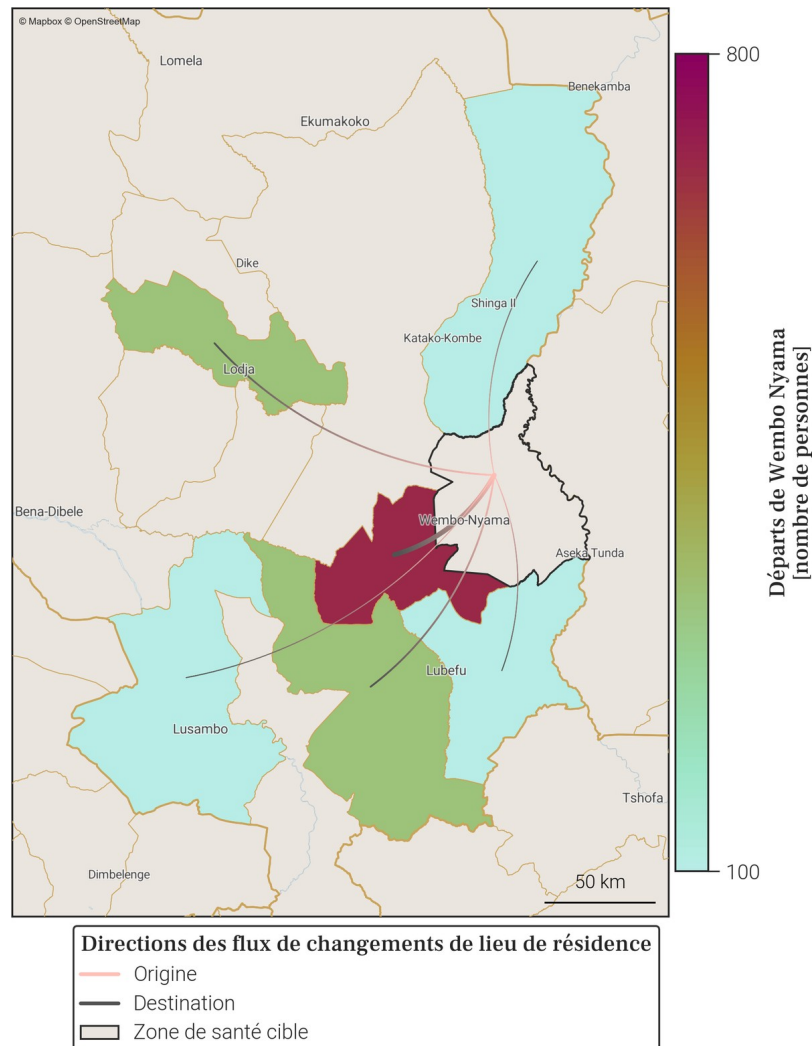 © Mapbox © OpenStreetMap
Lomela
Benekamba
Ekumakoko
Dike
Shinga II
Katako-Kombe
Lodja
Bena-Dibele
Wembo-Nyama
Aseka Tunda
Lubefu
Lusambo
Tshofa
Dimbelenge
50 km
800
100
Départs de Wembo Nyama
[nombre de personnes]
Directions des flux de changements de lieu de résidence
Origine
Destination
Zone de santé cible